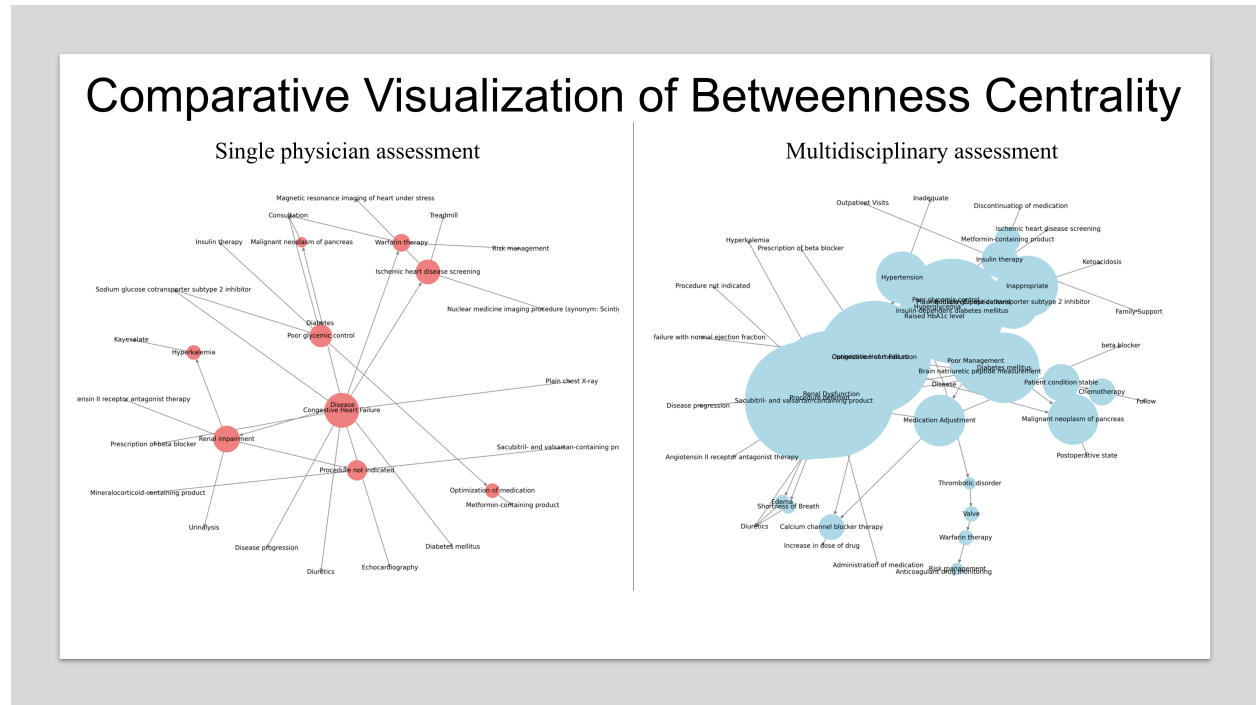 Comparative Visualization of Betweenness Centrality
Single physician assessment
Magnetic resonance imaging of heart under stress
Consultation
Treadmill
Insulin therapy
Malignant neoplasm of pancreas
Warfarin therapy
Risk management
Ischemic heart disease screening
Sodium glucose cotransporter subtype 2 inhibitor
Nuclear medicine imaging procedure (synonym: Scinti
Diabetes
Poor glycemic control
Kayexalate
Hyperkalemia
Plain chest X-ray
ensin II receptor antagonist therapy
Disease
Congestive Heart Failure
Renal impairment
Prescription of beta blocker
Sacubitril- and valsartan-containing pr
Procedure not indicated
Mineralocorticoid-containing product
Optimization of medication
Metformin-containing product
Urinalysis
Disease progression
Diabetes mellitus
Diuretics
Echocardiography
Multidisciplinary assessment
Outpatient Visits
Inadequate
Discontinuation of medication
Ischemic heart disease screening
Hyperkalemia
Metformin-containing product
Prescription of beta blocker
Insulin therapy
Ketoacidosis
Hypertension
Procedure not indicated
Inappropriate
Poor glycemic control
transporter subtype 2 inhibitor
Hyperglycemia
Insulin-dependent diabetes mellitus
Raised HbA1c level
Family Support
failure with normal ejection fraction
beta blocker
Poor Management
Diabetes mellitus
Brain natriuretic peptide measurement
Disease
Patient condition stable
Chemotherapy
Renal Dysfunction
Sacubitril- and valsartan-containing product
Follow
Disease progression
Medication Adjustment
Malignant neoplasm of pancreas
Angiotensin II receptor antagonist therapy
Postoperative state
Thrombotic disorder
Edema
Shortness of Breath
Valve
Diuretics
Calcium channel blocker therapy
Warfarin therapy
Increase in dose of drug
Administration of medication
Risk management
Anticoagulant drug monitoring